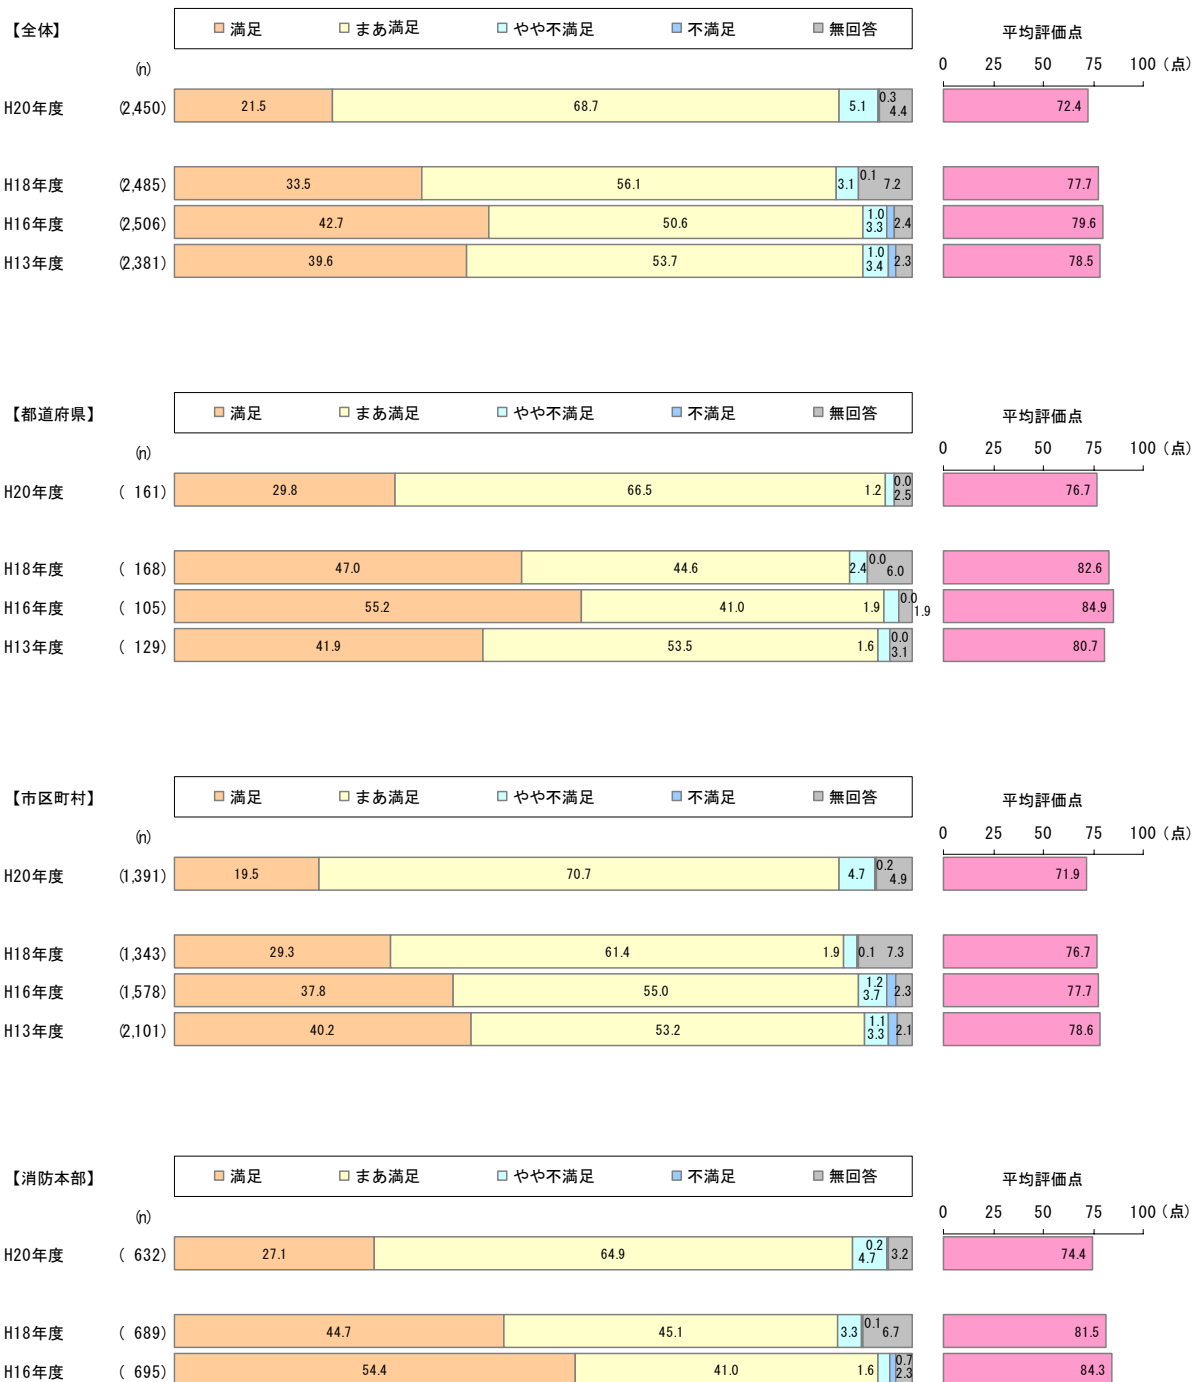 【全体】 満足 まあ満足 やや不満足 不満足 無回答 平均評価点
(n) 0 25 50 75 100 (点)
H20年度 (2,450) 21.5 68.7 5.1 0.3 4.4 72.4
H18年度 (2,485) 33.5 56.1 3.1 0.1 7.2 77.7
H16年度 (2,506) 42.7 50.6 3.3 1.0 2.4 79.6
H13年度 (2,381) 39.6 53.7 3.4 1.0 2.3 78.5
【都道府県】 満足 まあ満足 やや不満足 不満足 無回答 平均評価点
(n) 0 25 50 75 100 (点)
H20年度 ( 161) 29.8 66.5 1.2 0.0 2.5 76.7
H18年度 ( 168) 47.0 44.6 2.4 0.0 6.0 82.6
H16年度 ( 105) 55.2 41.0 1.9 0.0 1.9 84.9
H13年度 ( 129) 41.9 53.5 1.6 0.0 3.1 80.7
【市区町村】 満足 まあ満足 やや不満足 不満足 無回答 平均評価点
(n) 0 25 50 75 100 (点)
H20年度 (1,391) 19.5 70.7 4.7 0.2 4.9 71.9
H18年度 (1,343) 29.3 61.4 1.9 0.1 7.3 76.7
H16年度 (1,578) 37.8 55.0 3.7 1.2 2.3 77.7
H13年度 (2,101) 40.2 53.2 3.3 1.1 2.1 78.6
【消防本部】 満足 まあ満足 やや不満足 不満足 無回答 平均評価点
(n) 0 25 50 75 100 (点)
H20年度 ( 632) 27.1 64.9 4.7 0.2 3.2 74.4
H18年度 ( 689) 44.7 45.1 3.3 0.1 6.7 81.5
H16年度 ( 695) 54.4 41.0 1.6 0.7 2.3 84.3